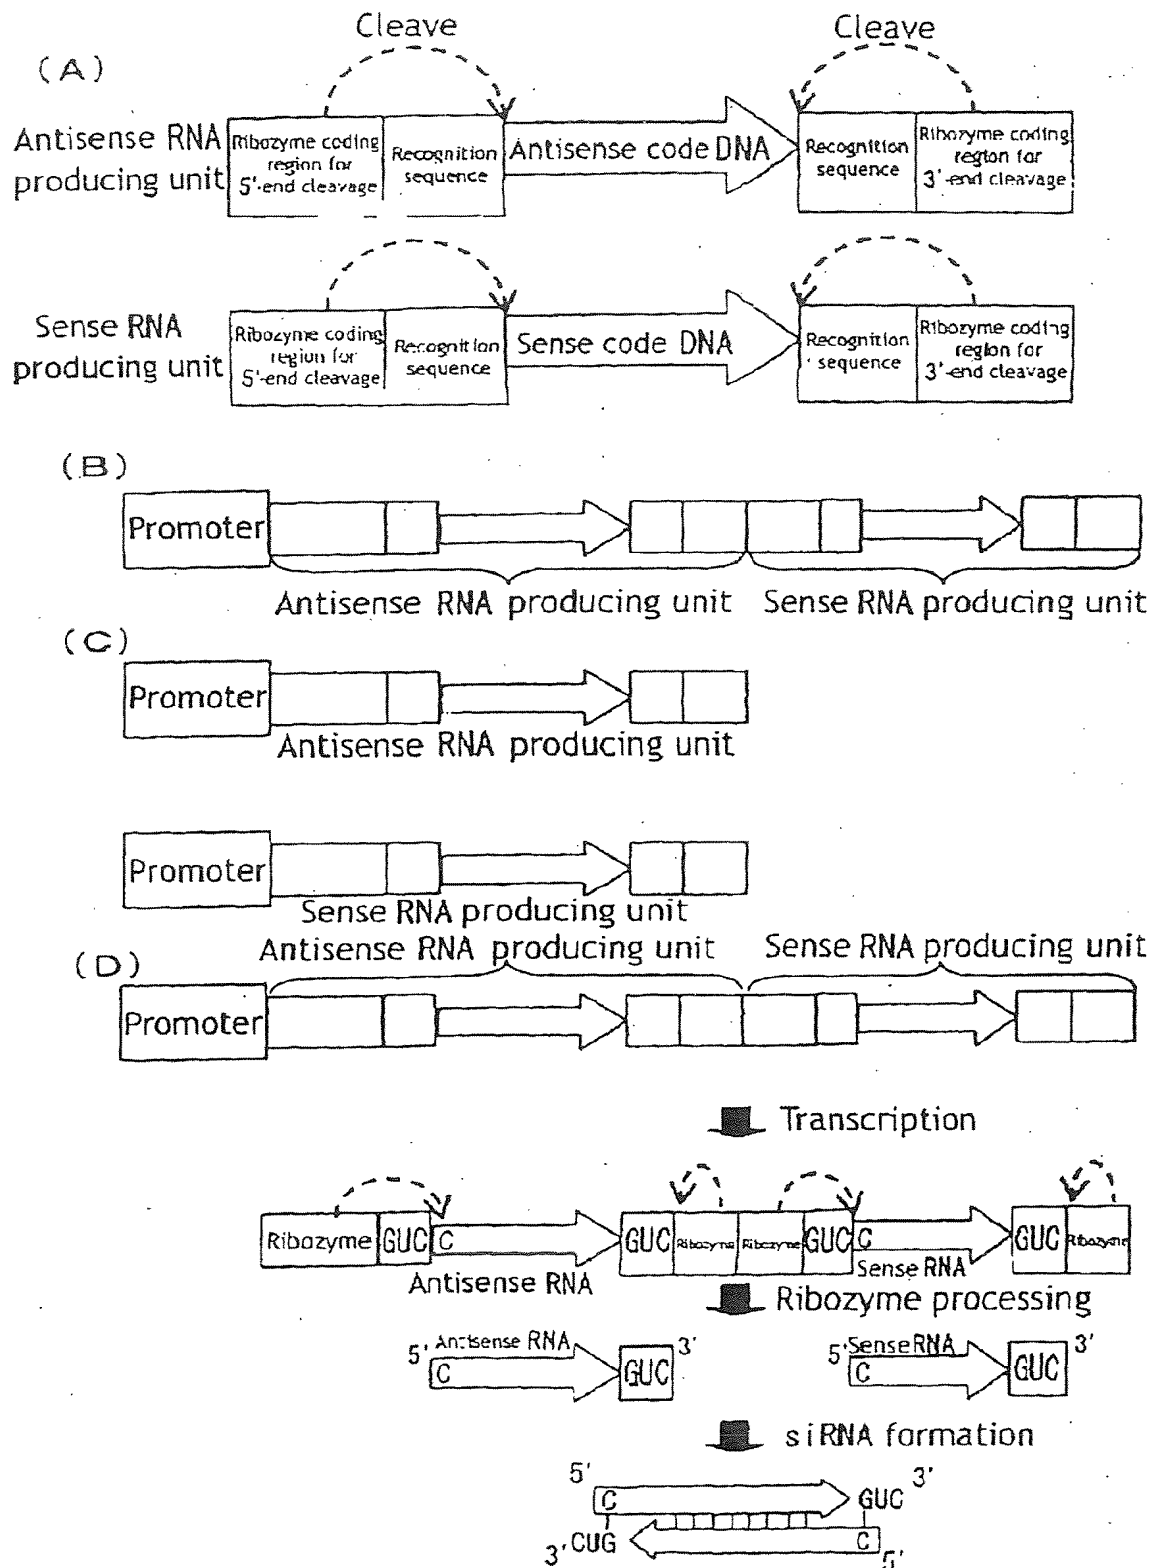 Cleave
Cleave
(A)
Antisense RNA
producing unit
Ribozyme coding
region for
5'-end cleavage
Recognition
sequence
Antisense code DNA
Recognition
sequence
Ribozyme coding
region for
3'-end cleavage
Sense RNA
producing unit
Ribozyme coding
region for
5'-end cleavage
Recognition
sequence
Sense code DNA
Recognition
sequence
Ribozyme coding
region for
3'-end cleavage
(B)
Promoter
Antisense RNA producing unit
Sense RNA producing unit
(C)
Promoter
Antisense RNA producing unit
Promoter
Sense RNA producing unit
Antisense RNA producing unit
Sense RNA producing unit
(D)
Promoter
Transcription
Ribozyme
GUC
C
GUC
Ribozyme
Ribozyme
GUC
C
GUC
Ribozyme
Antisense RNA
Sense RNA
Ribozyme processing
5'
Antisense RNA
C
GUC
3'
5'
Sense RNA
C
GUC
3'
siRNA formation
5'
C
GUC
3'
3'
CUG
C
5'